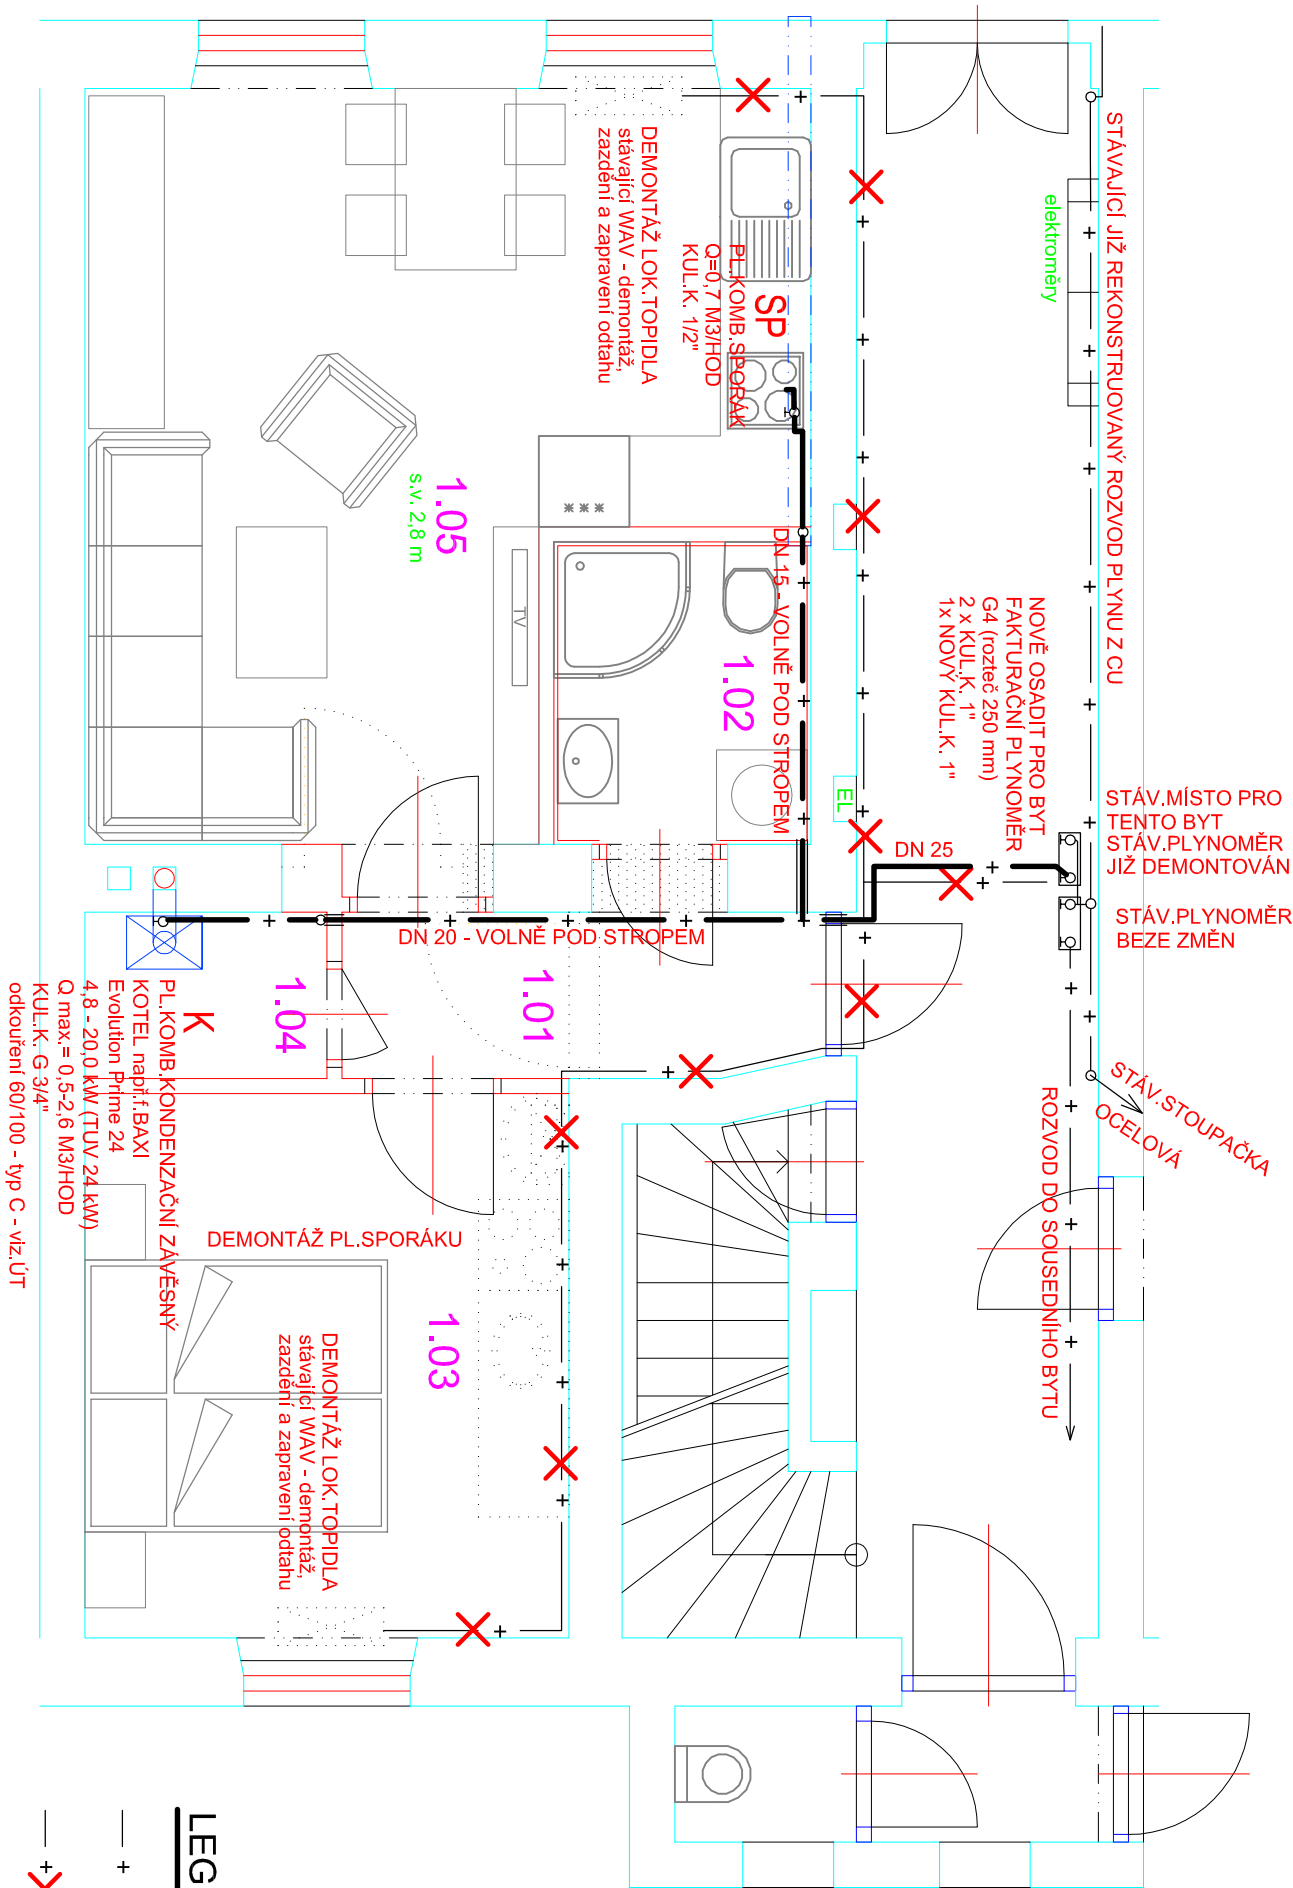 STÁVAJÍCÍ JIŽ REKONSTRUOVANÝ ROZVOD PLYNU Z CU
elektroměry
DEMONTÁŽ LOK.TOPIDLA
stávající WAV - demontáž,
zazdění a zapravení odtahu
SP
PL.KOMB.SPORÁK
Q=0,7 M3/HOD
KUL.K. 1/2"
1.05
s.v. 2,8 m
TV
1.02
DN 15 - VOLNĚ POD STROPEM
NOVĚ OSADIT PRO BYT
FAKTURAČNÍ PLYNOMĚR
G4 (rozteč 250 mm)
2 x KUL.K. 1"
1x NOVÝ KUL.K. 1"
EL
STÁV.MÍSTO PRO
TENTO BYT
STÁV.PLYNOMĚR
JIŽ DEMONTOVÁN
DN 25
STÁV.PLYNOMĚR
BEZE ZMĚN
DN 20 - VOLNĚ POD STROPEM
1.01
1.04
K
PL.KOMB.KONDENZAČNÍ ZÁVĚSNÝ
KOTEL např.f.BAXI
Evolution Prime 24
4,8 - 20,0 kW (TUV 24 kW)
Q max.= 0,5-2,6 M3/HOD
KUL.K. G 3/4"
odkouření 60/100 - typ C - viz.ÚT
STÁV.STOUPAČKA
OCELOVÁ
ROZVOD DO SOUSEDNÍHO BYTU
DEMONTÁŽ PL.SPORÁKU
1.03
DEMONTÁŽ LOK.TOPIDLA
stávající WAV - demontáž,
zazdění a zapravení odtahu
LEG